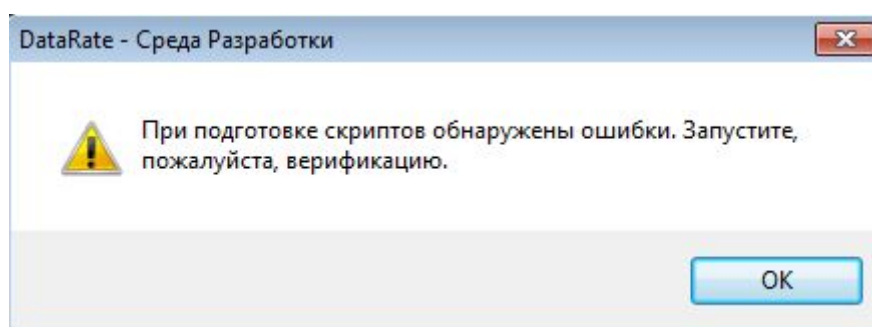 DataRate - Среда Разработки
При подготовке скриптов обнаружены ошибки. Запустите,
пожалуйста, верификацию.
OK